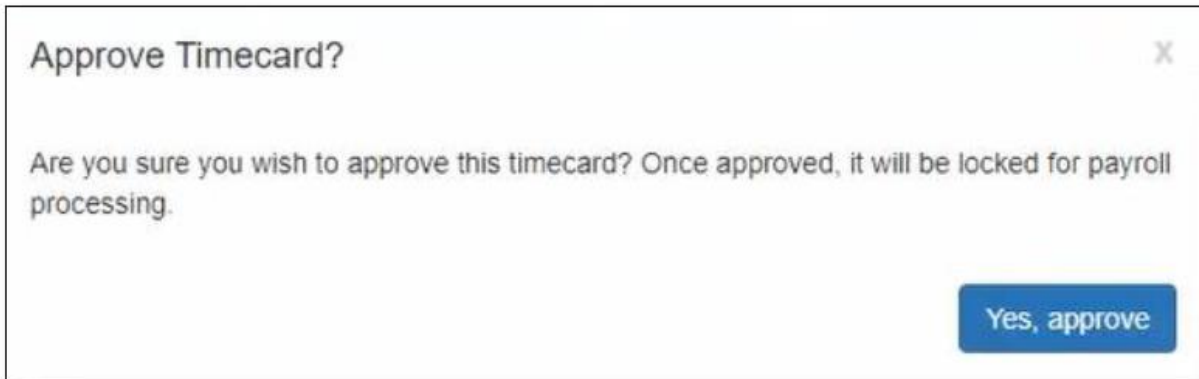 Approve Timecard?
X
Are you sure you wish to approve this timecard? Once approved, it will be locked for payroll
processing.
Yes, approve